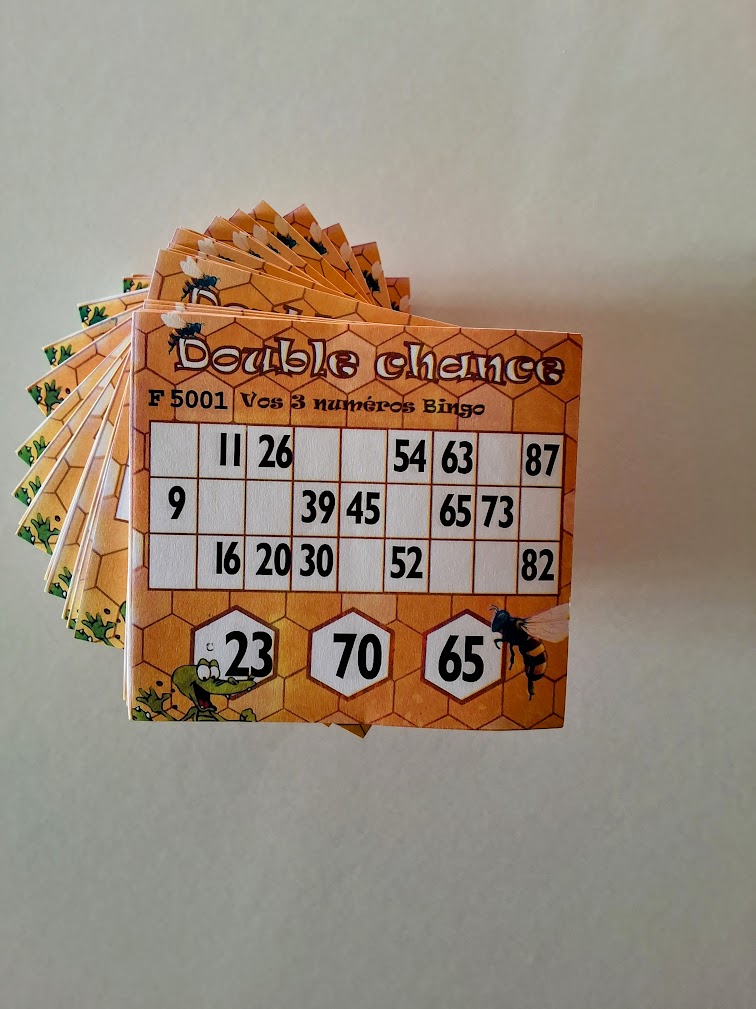 Double chance
F 5001 Vos 3 numéros Bingo
11 26 54 63 87
9 39 45 65 73
16 20 30 52 82
23 70 65